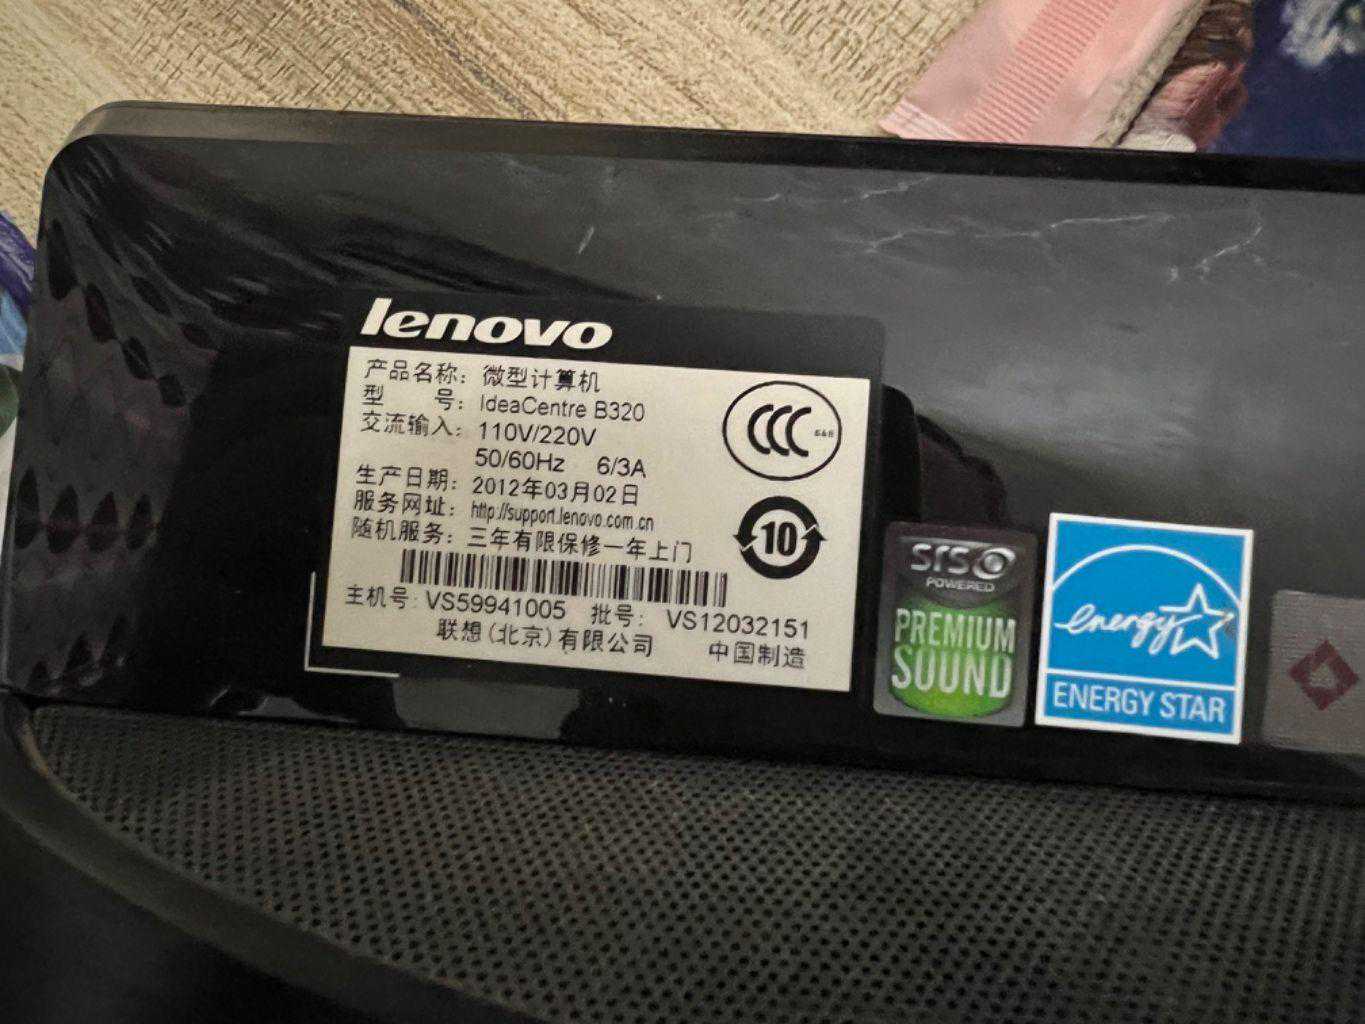 lenovo
产品名称: 微型计算机
型 号: IdeaCentre B320
交流输入: 110V/220V
50/60Hz 6/3A
生产日期: 2012年03月02日
服务网址: http://support.lenovo.com.cn
随机服务: 三年有限保修一年上门
主机号: VS59941005 批号: VS12032151
联想(北京)有限公司 中国制造
CCC
10
SRS
POWERED
PREMIUM
SOUND
energy
ENERGY STAR